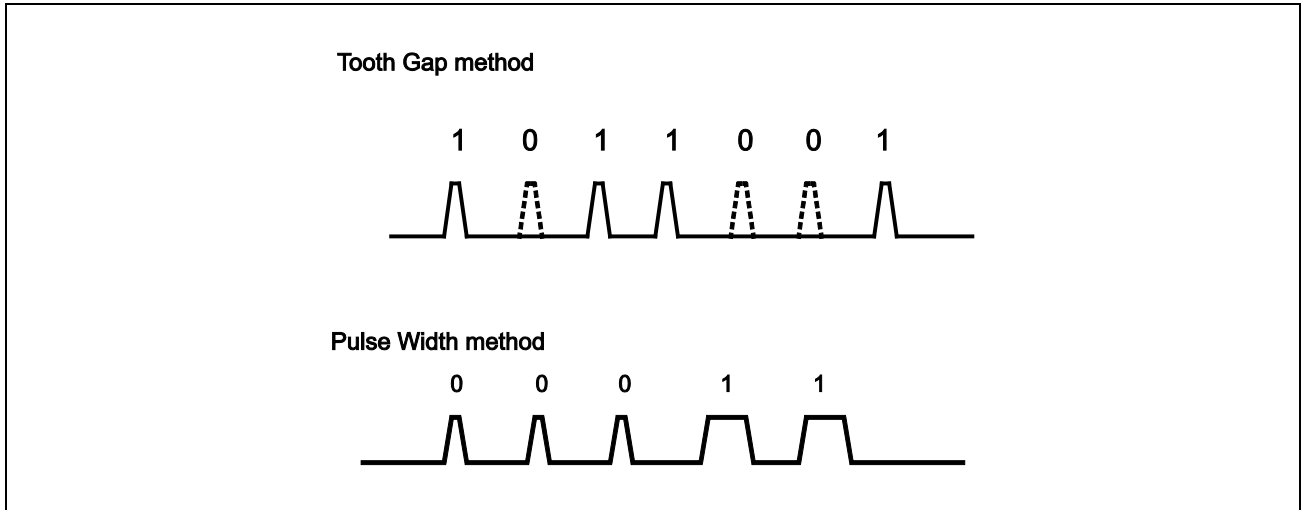 Tooth Gap method
1 0 1 1 0 0 1
Pulse Width method
0 0 0 1 1